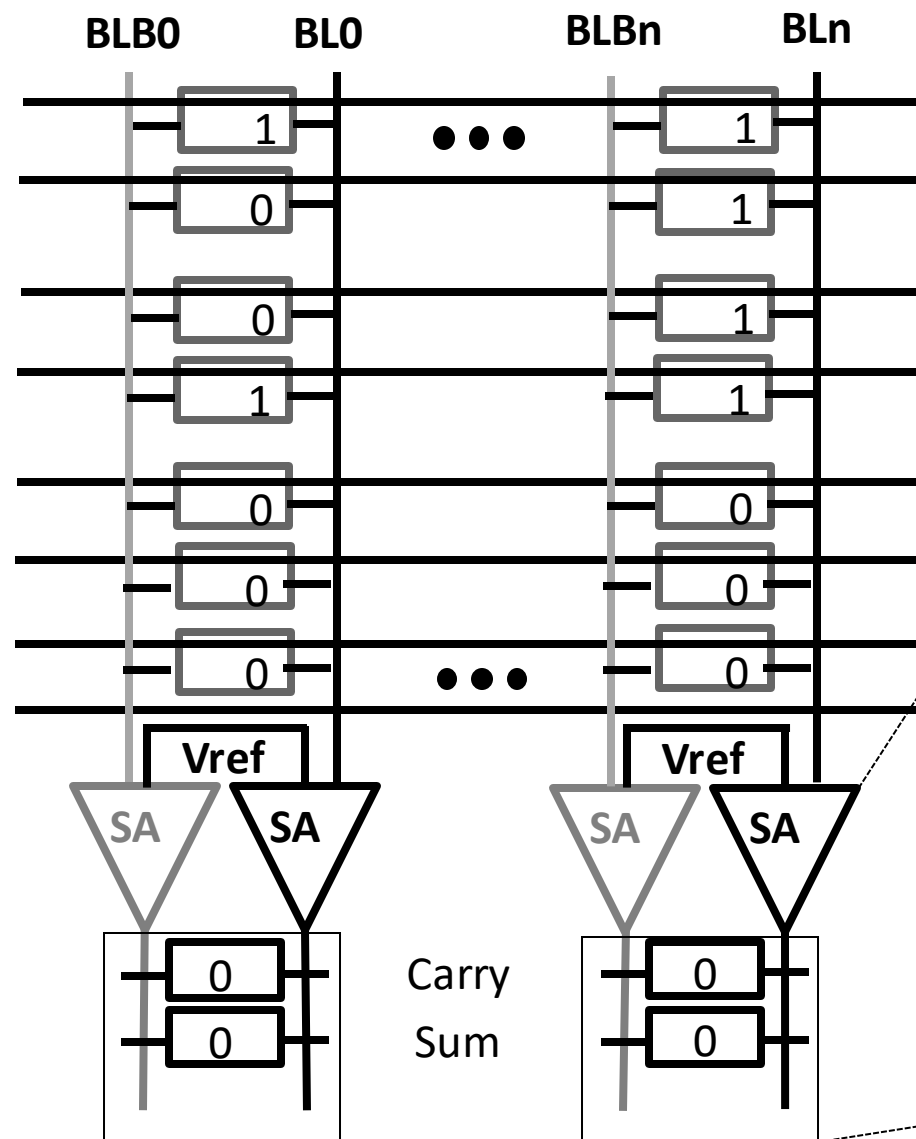 BLB0 BL0 BLBn BLn
1 1
0 1
0 1
1 1
0 0
0 0
0 0
Vref Vref
SA SA SA SA
0 Carry 0
0 Sum 0